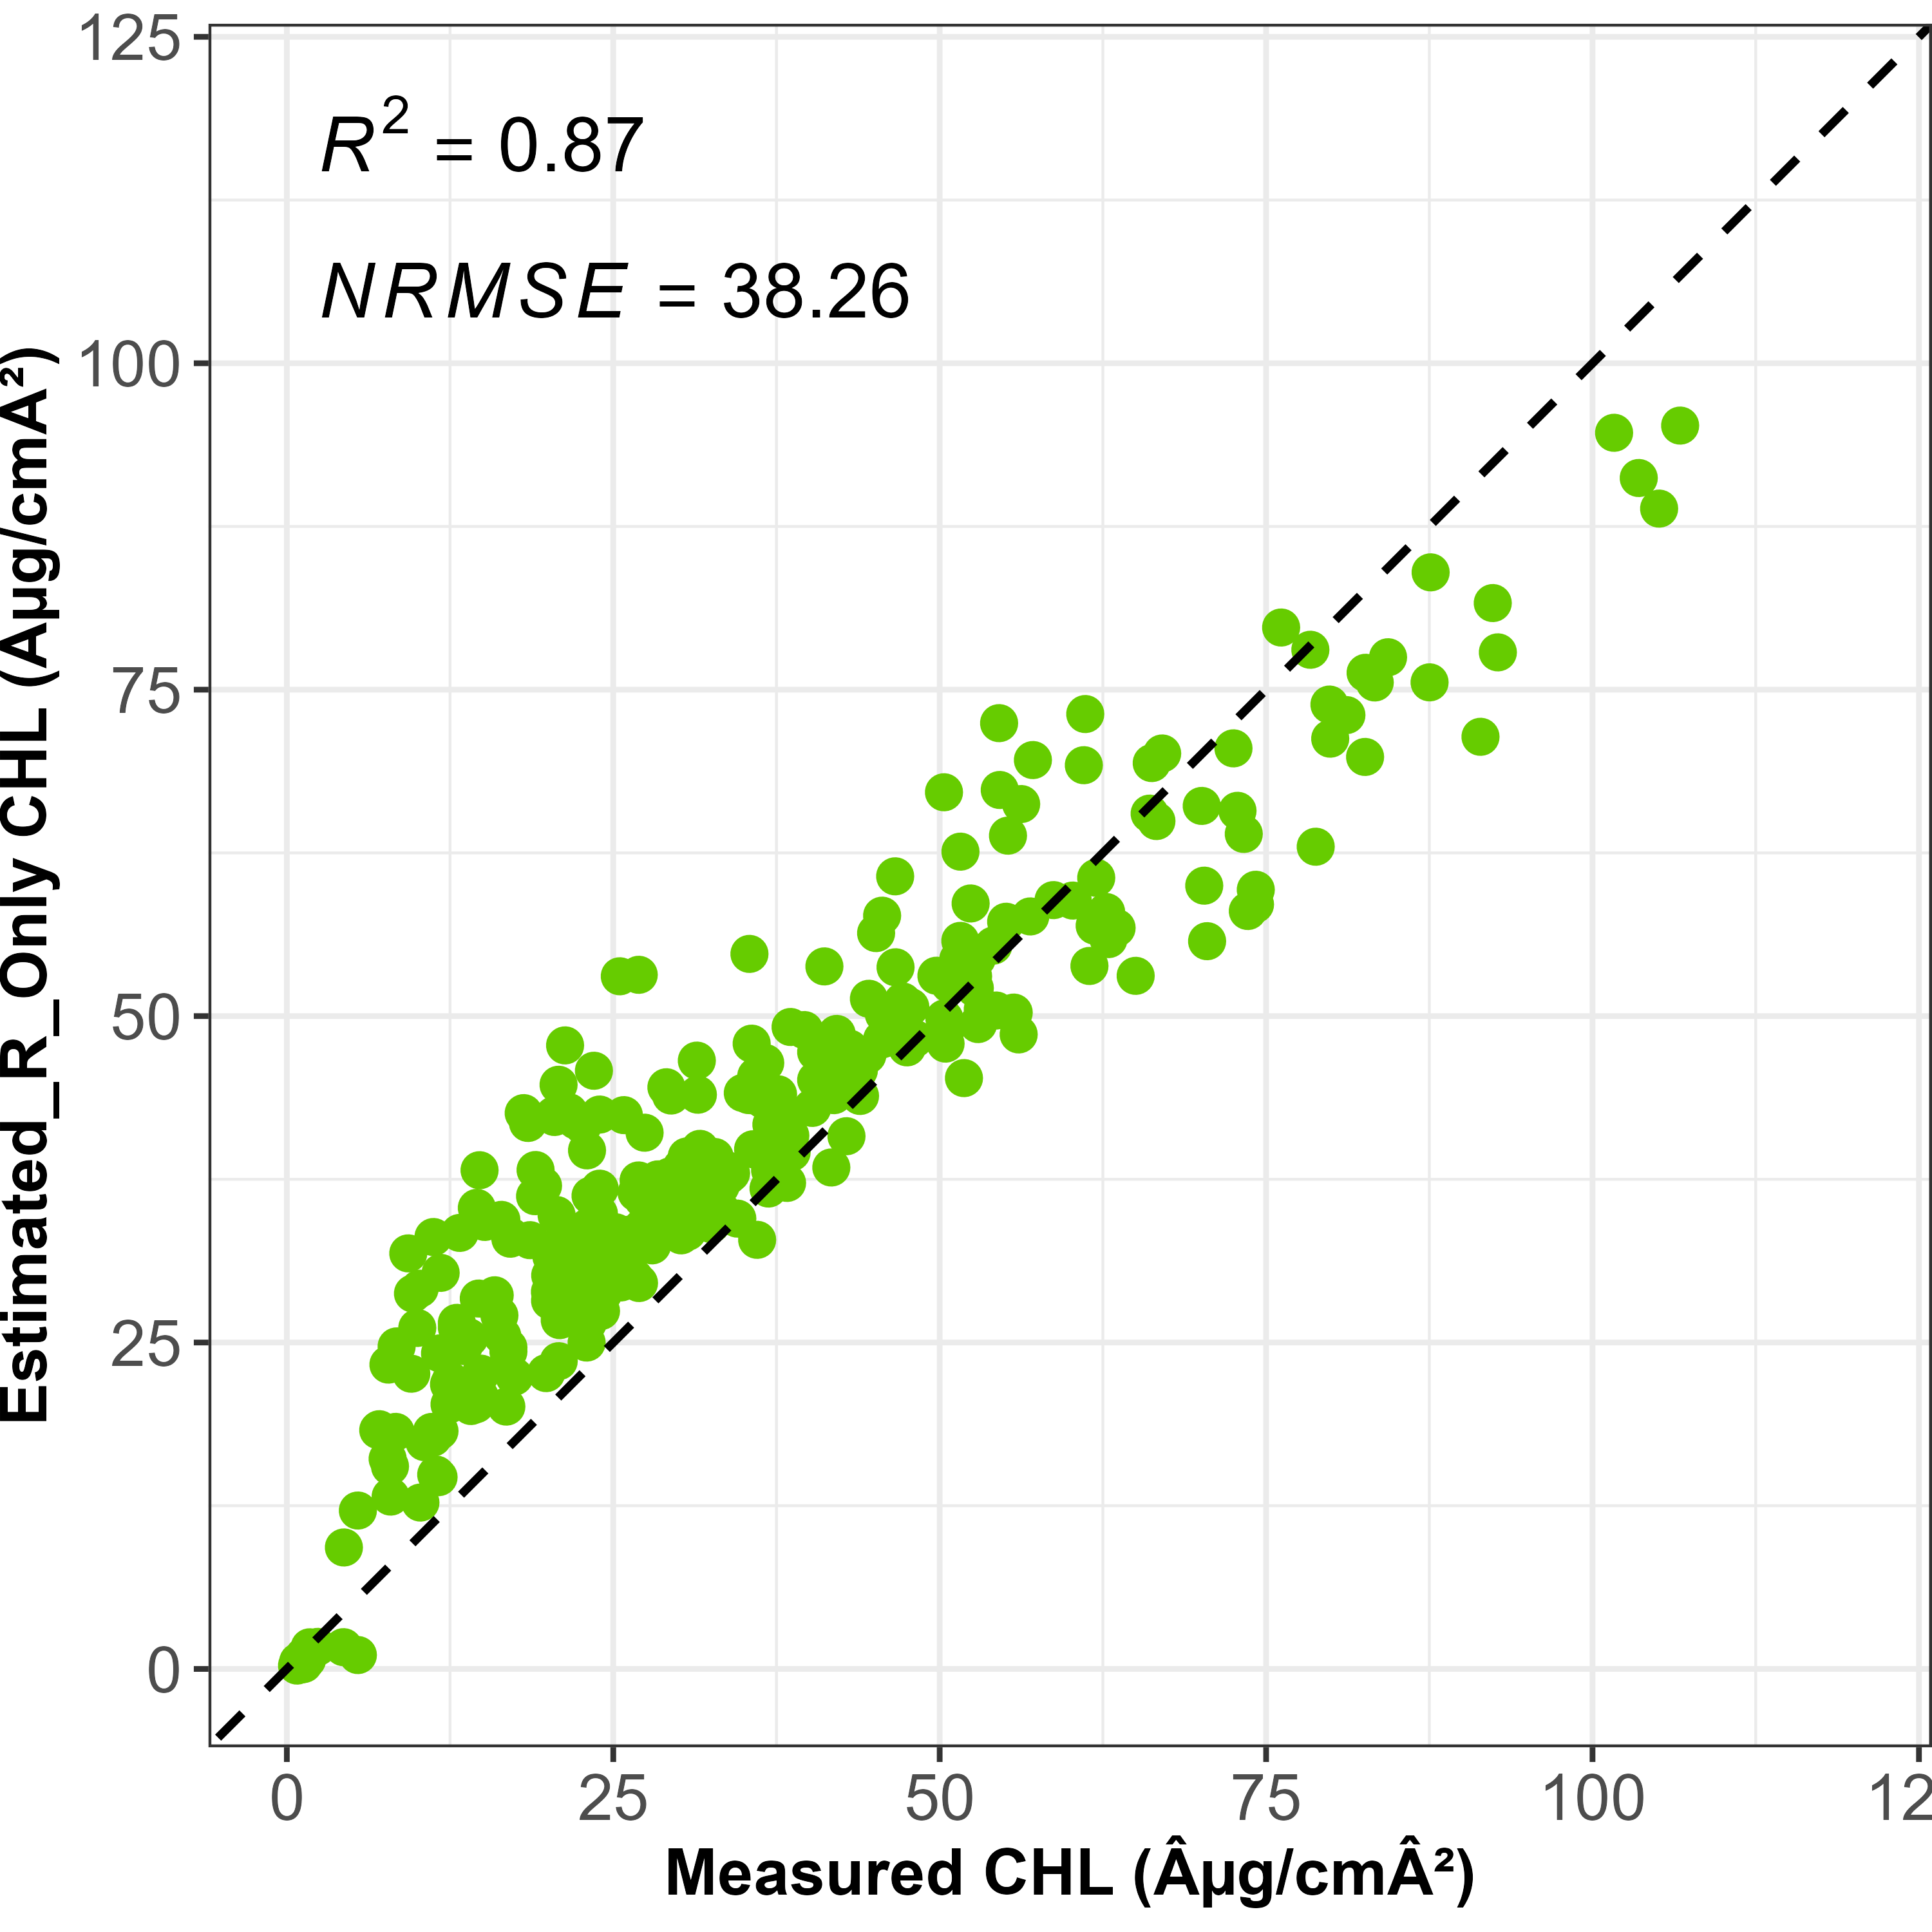 125
100
75
50
25
0
R² = 0.87
NRMSE = 38.26
Estimated_R_Only CHL (Âµg/cmÂ²)
0 25 50 75 100 12
Measured CHL (Âµg/cmÂ²)